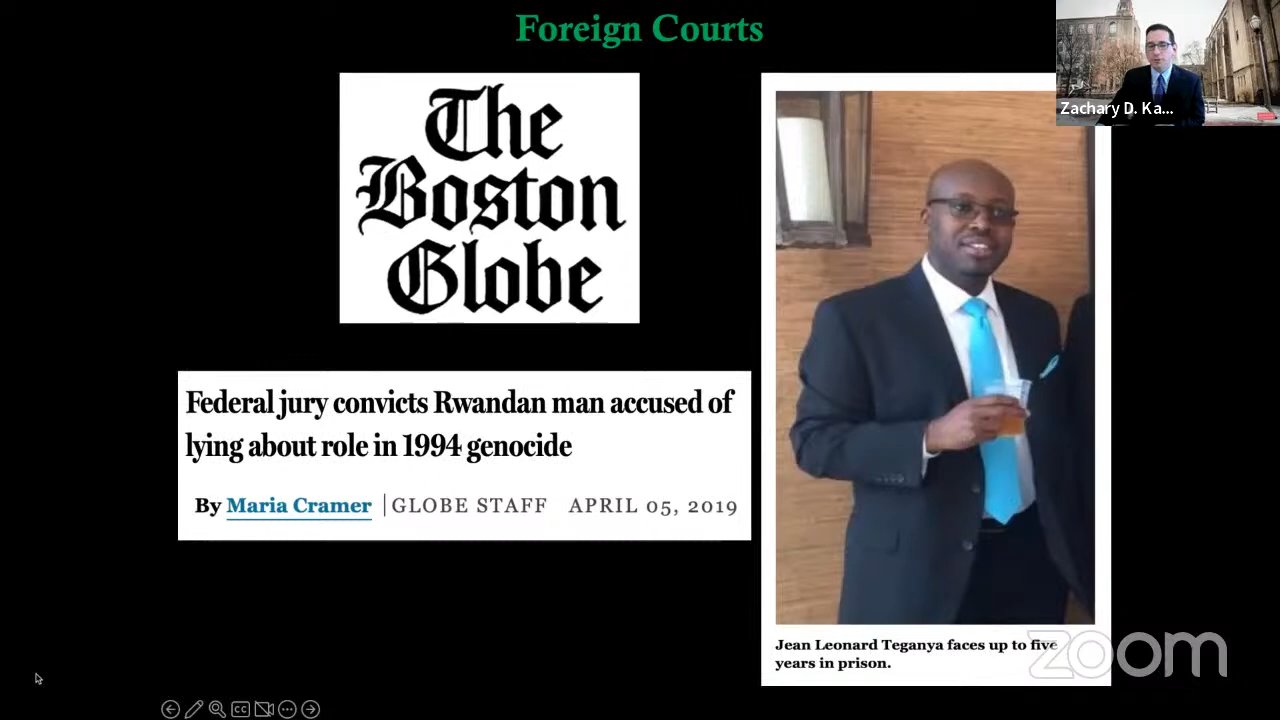 Foreign Courts
Zachary D. Ka...
The
Boston
Globe
Federal jury convicts Rwandan man accused of
lying about role in 1994 genocide
By Maria Cramer | GLOBE STAFF APRIL 05, 2019
Jean Leonard Teganya faces up to five
years in prison.
zoom
CC